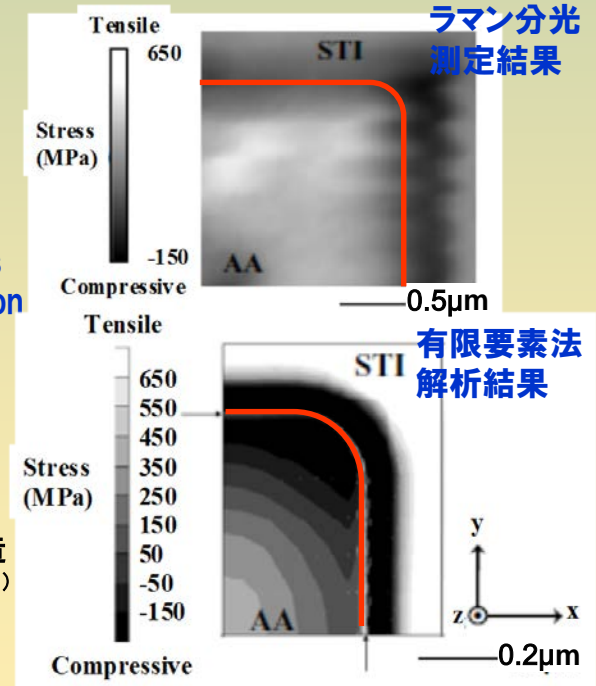 ラマン分光
測定結果
Tensile
650
STI
Stress
(MPa)
-150
AA
Compressive
on
0.5μm
Tensile
有限要素法
解析結果
STI
650
550
450
350
250
150
50
-50
-150
Stress
(MPa)
AA
y
z
x
0.2μm
Compressive